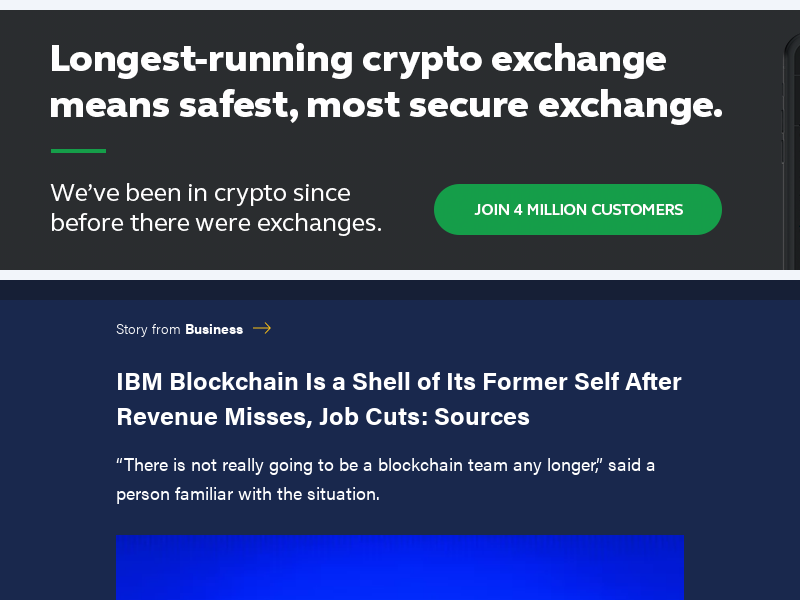 Longest-running crypto exchange
means safest, most secure exchange.
We’ve been in crypto since
before there were exchanges.
JOIN 4 MILLION CUSTOMERS
Story from Business
IBM Blockchain Is a Shell of Its Former Self After
Revenue Misses, Job Cuts: Sources
“There is not really going to be a blockchain team any longer,” said a
person familiar with the situation.